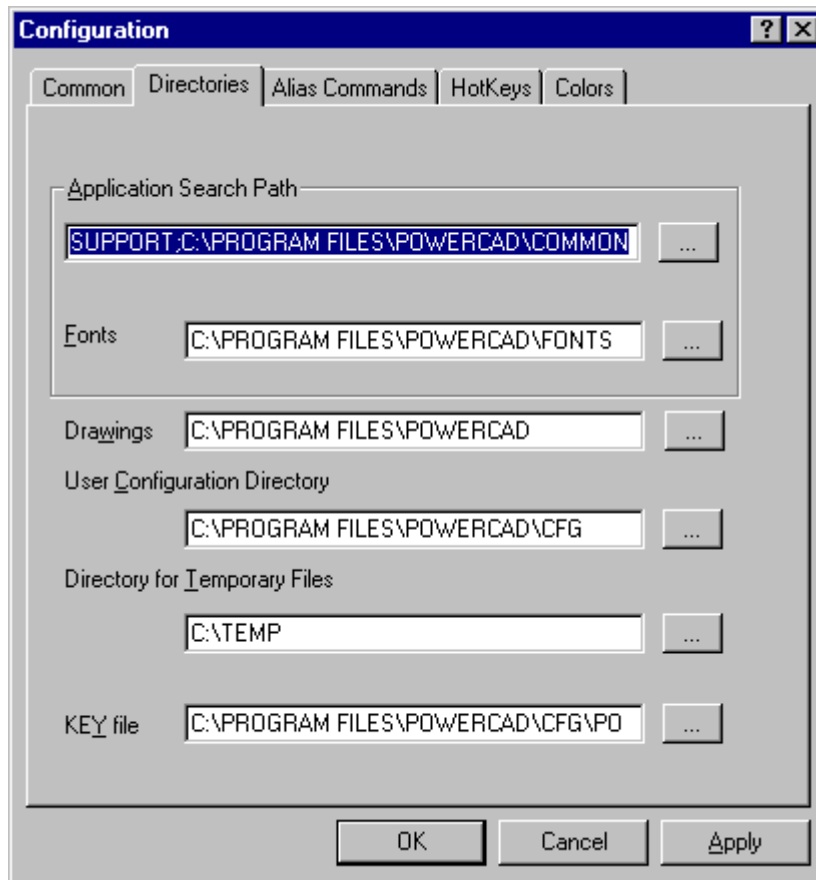 Configuration
Common Directories Alias Commands HotKeys Colors
Application Search Path
SUPPORT;C:\PROGRAM FILES\POWERCAD\COMMON ...
Fonts C:\PROGRAM FILES\POWERCAD\FONTS ...
Drawings C:\PROGRAM FILES\POWERCAD ...
User Configuration Directory
C:\PROGRAM FILES\POWERCAD\CFG ...
Directory for Temporary Files
C:\TEMP ...
KEY file C:\PROGRAM FILES\POWERCAD\CFG\PO ...
OK Cancel Apply